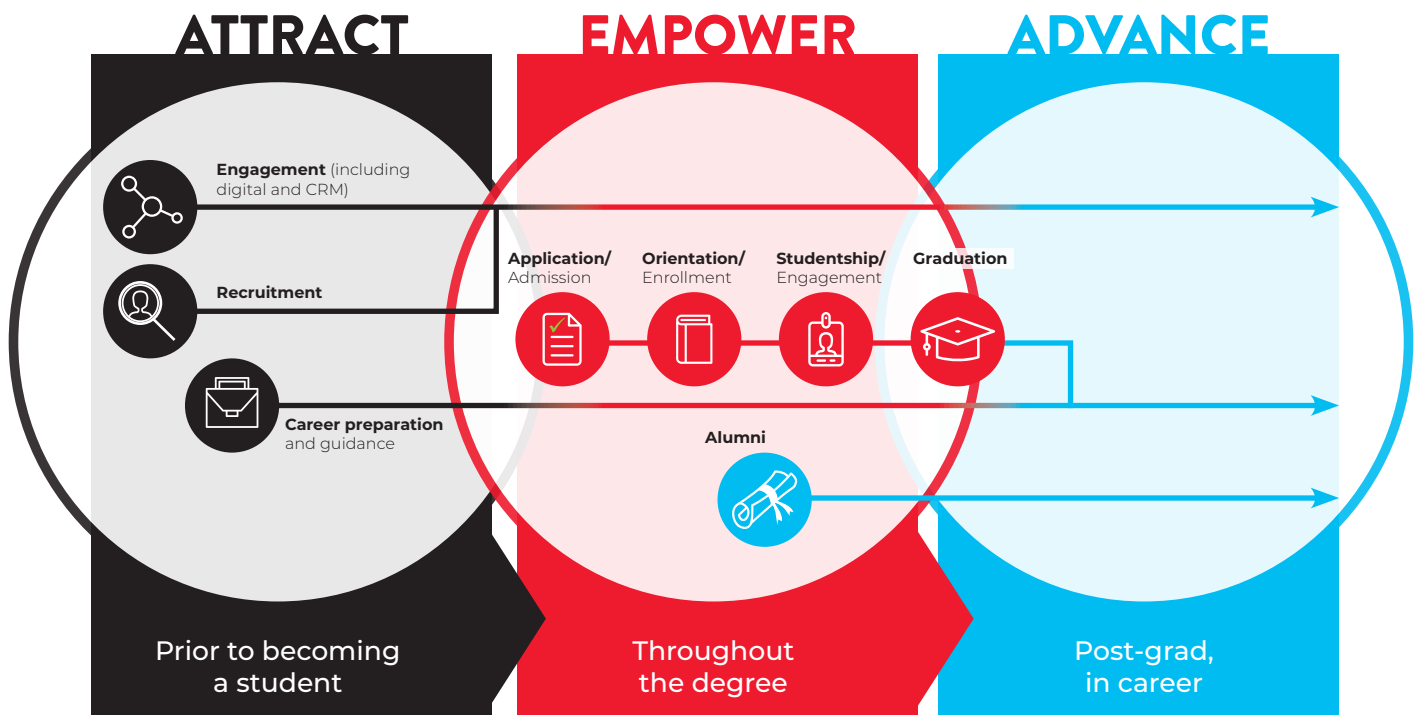 ATTRACT
EMPOWER
ADVANCE
Engagement (including
digital and CRM)
Recruitment
Application/
Admission
Orientation/
Enrollment
Studentship/
Engagement
Graduation
Career preparation
and guidance
Alumni
Prior to becoming
a student
Throughout
the degree
Post-grad,
in career